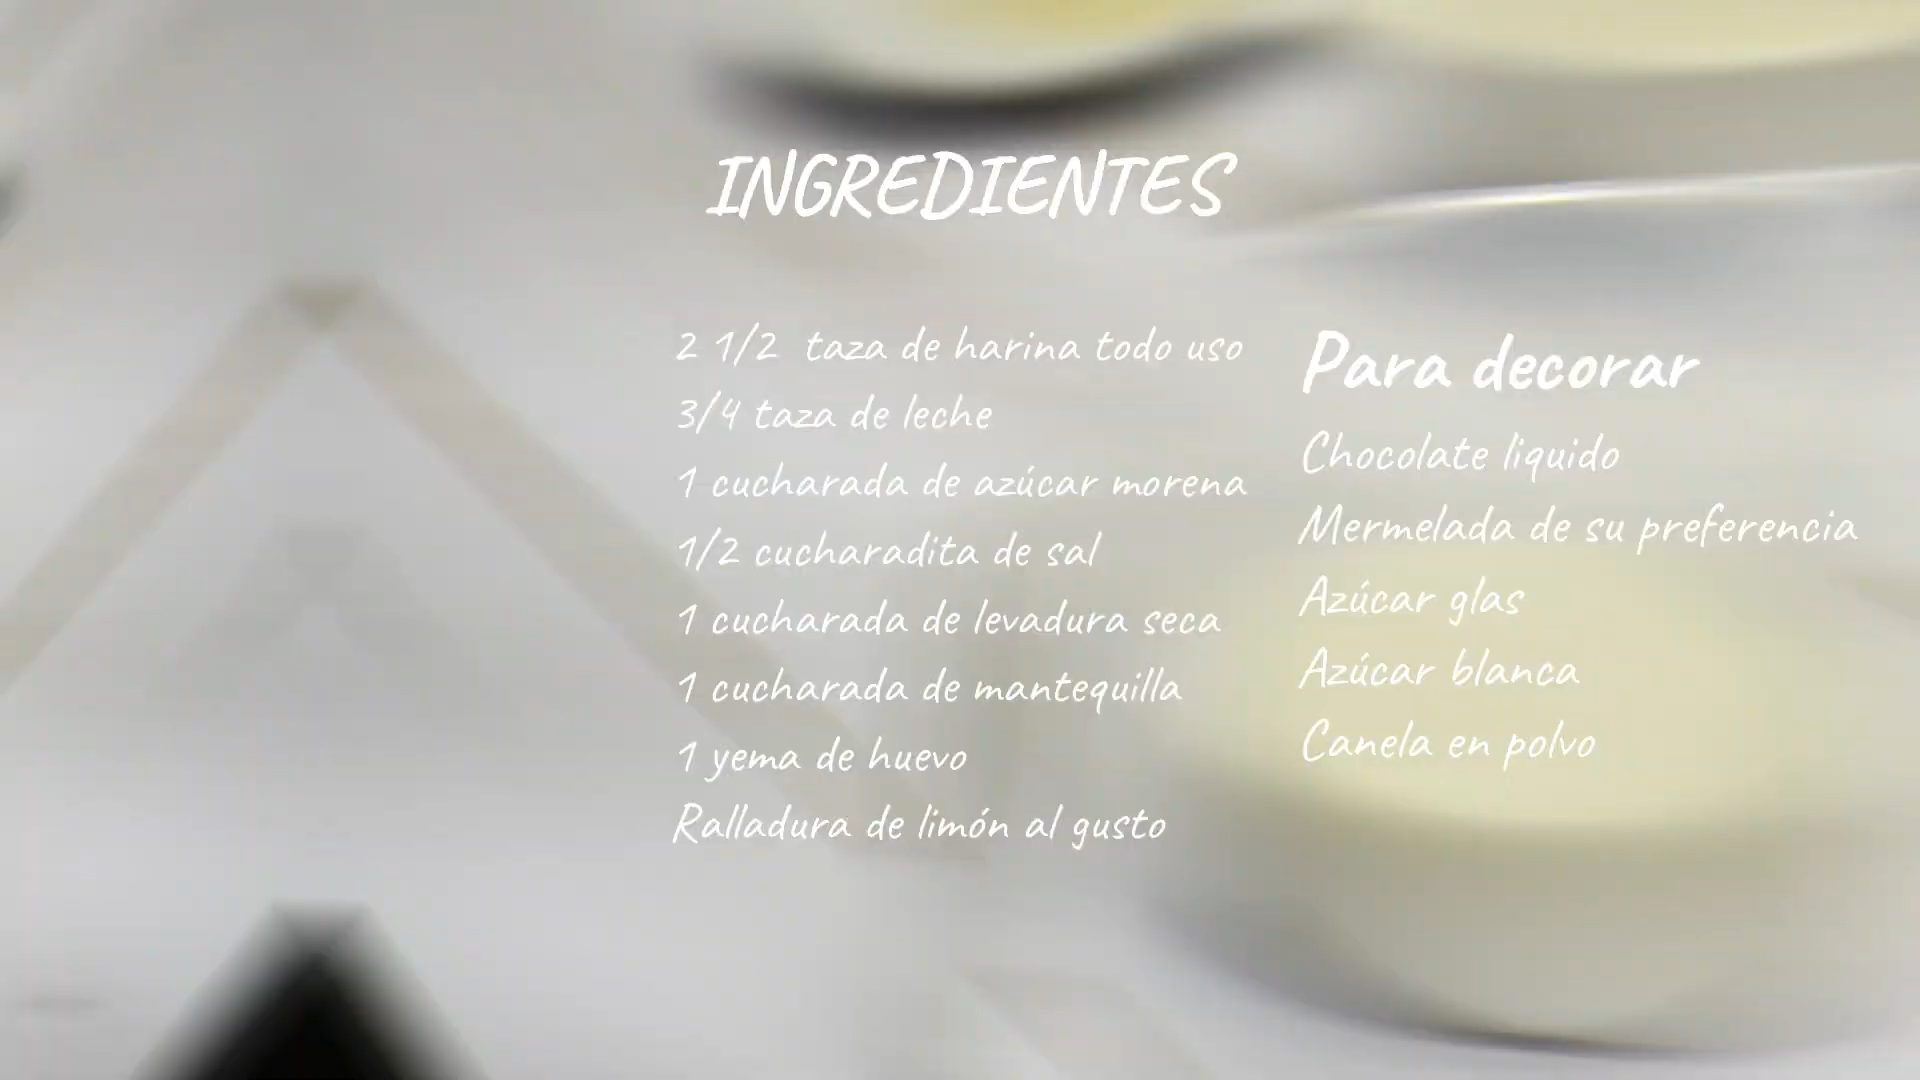 INGREDIENTES
2 1/2 taza de harina todo uso
3/4 taza de leche
1 cucharada de azúcar morena
1/2 cucharadita de sal
1 cucharada de levadura seca
1 cucharada de mantequilla
1 yema de huevo
Ralladura de limón al gusto
Para decorar
Chocolate liquido
Mermelada de su preferencia
Azúcar glas
Azúcar blanca
Canela en polvo